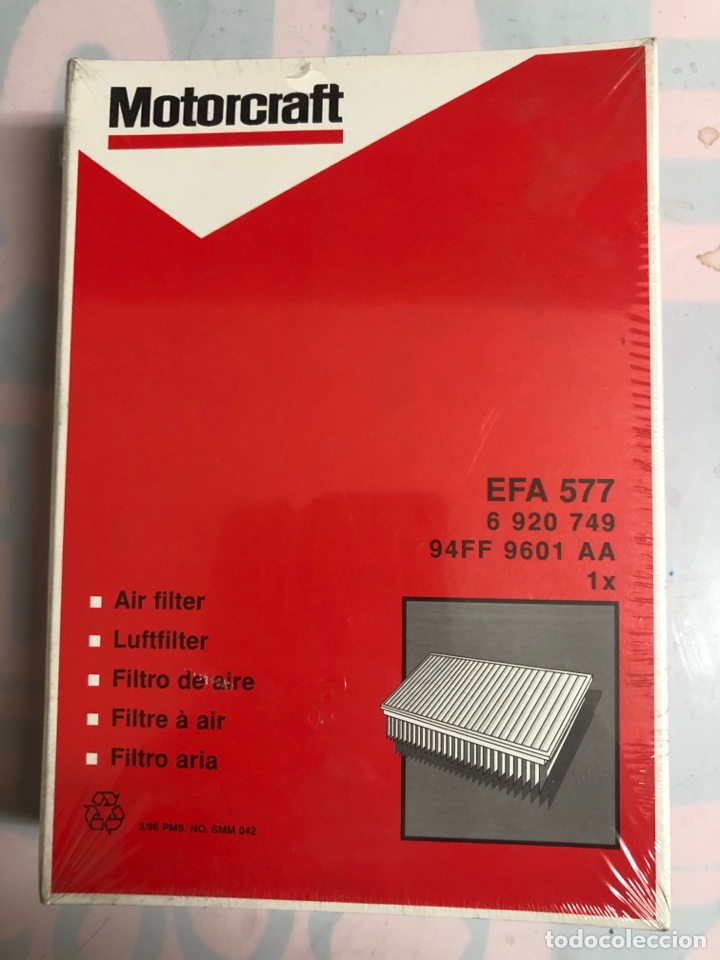 Motorcraft
EFA 577
6 920 749
94FF 9601 AA
1x
Air filter
Luftfilter
Filtro de aire
Filtre à air
Filtro aria
3/96 PMS. NO. SMM 042
todocoleccion